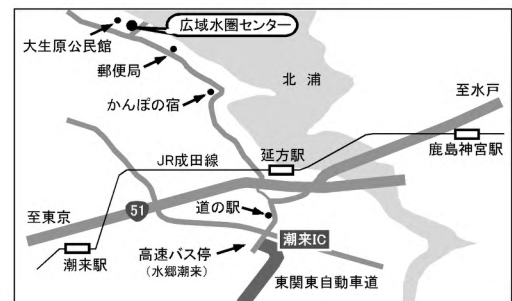 広域水圏センター
大生原公民館
郵便局
北浦
かんぽの宿
至水戸
延方駅
鹿島神宮駅
JR成田線
道の駅
51
至東京
潮来IC
高速バス停
(水郷潮来)
潮来駅
東関東自動車道